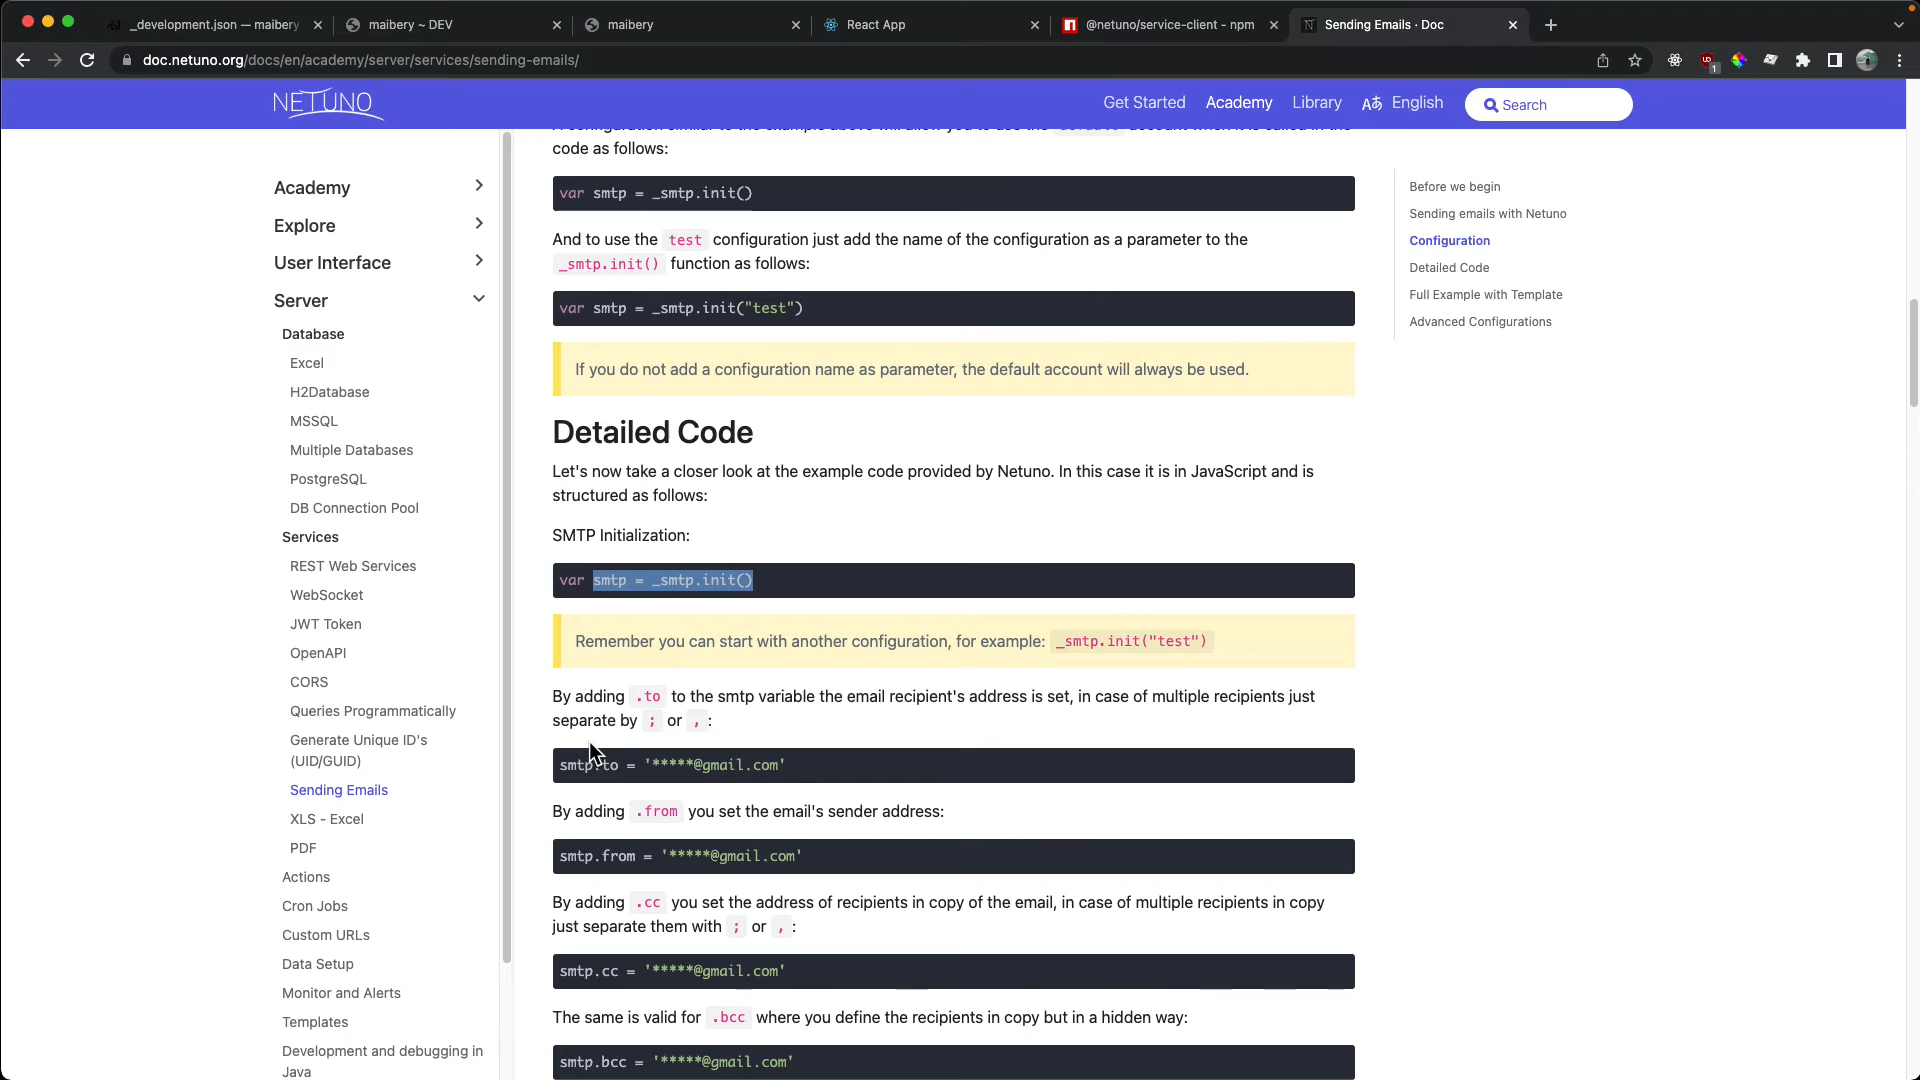 _development.json — maibery
maibery ~ DEV
maibery
React App
@netuno/service-client - npm
Sending Emails · Doc
doc.netuno.org/docs/en/academy/server/services/sending-emails/
1
NETUNO
Get Started
Academy
Library
English
Search
code as follows:
var smtp = _smtp.init()
And to use the test configuration just add the name of the configuration as a parameter to the
_smtp.init() function as follows:
var smtp = _smtp.init("test")
If you do not add a configuration name as parameter, the default account will always be used.
Detailed Code
Let's now take a closer look at the example code provided by Netuno. In this case it is in JavaScript and is
structured as follows:
SMTP Initialization:
var smtp = _smtp.init()
Remember you can start with another configuration, for example: _smtp.init("test")
By adding .to to the smtp variable the email recipient's address is set, in case of multiple recipients just
separate by ; or , :
smtp.to = '*****@gmail.com'
By adding .from you set the email's sender address:
smtp.from = '*****@gmail.com'
By adding .cc you set the address of recipients in copy of the email, in case of multiple recipients in copy
just separate them with ; or , :
smtp.cc = '*****@gmail.com'
The same is valid for .bcc where you define the recipients in copy but in a hidden way:
smtp.bcc = '*****@gmail.com'
Academy
Explore
User Interface
Server
Database
Excel
H2Database
MSSQL
Multiple Databases
PostgreSQL
DB Connection Pool
Services
REST Web Services
WebSocket
JWT Token
OpenAPI
CORS
Queries Programmatically
Generate Unique ID's
(UID/GUID)
Sending Emails
XLS - Excel
PDF
Actions
Cron Jobs
Custom URLs
Data Setup
Monitor and Alerts
Templates
Development and debugging in
Java
Before we begin
Sending emails with Netuno
Configuration
Detailed Code
Full Example with Template
Advanced Configurations